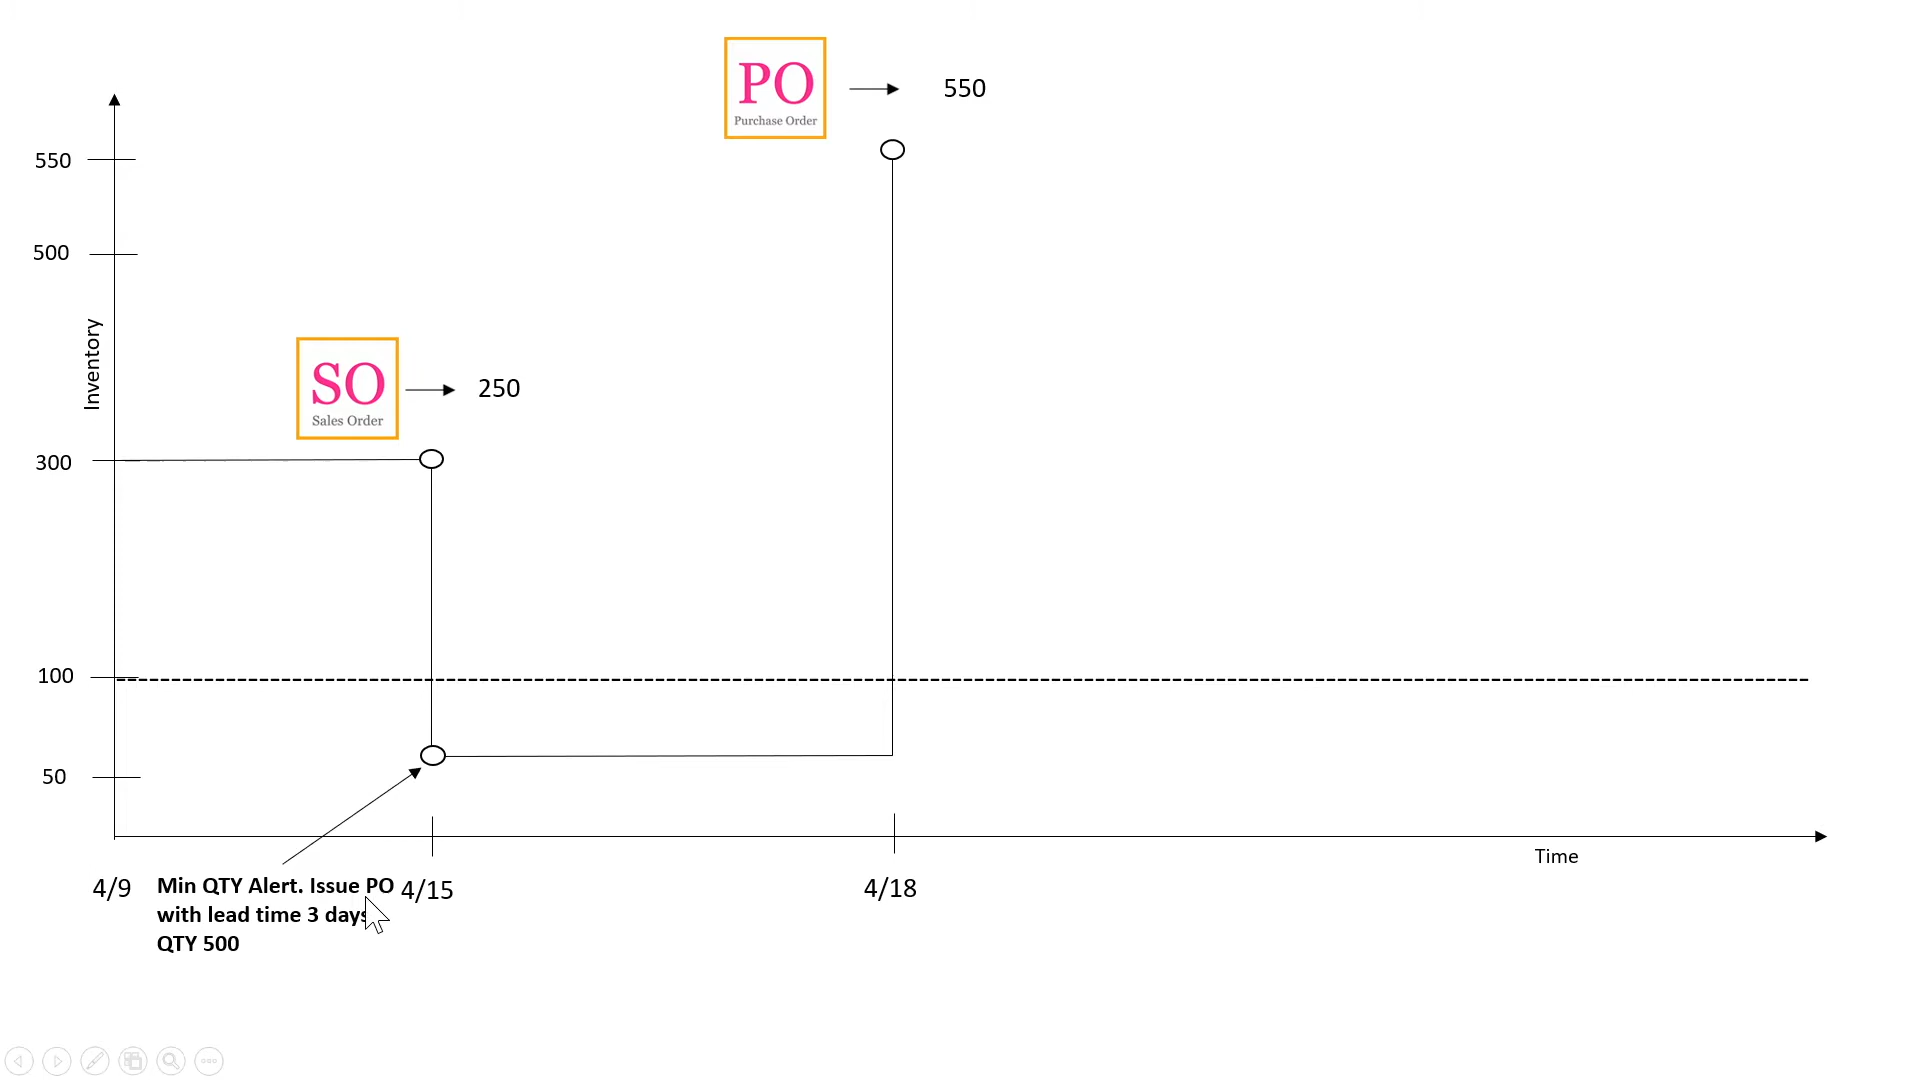 PO
Purchase Order
550
550
500
Inventory
SO
Sales Order
250
300
100
50
Time
4/9
Min QTY Alert. Issue PO
with lead time 3 days
QTY 500
4/15
4/18